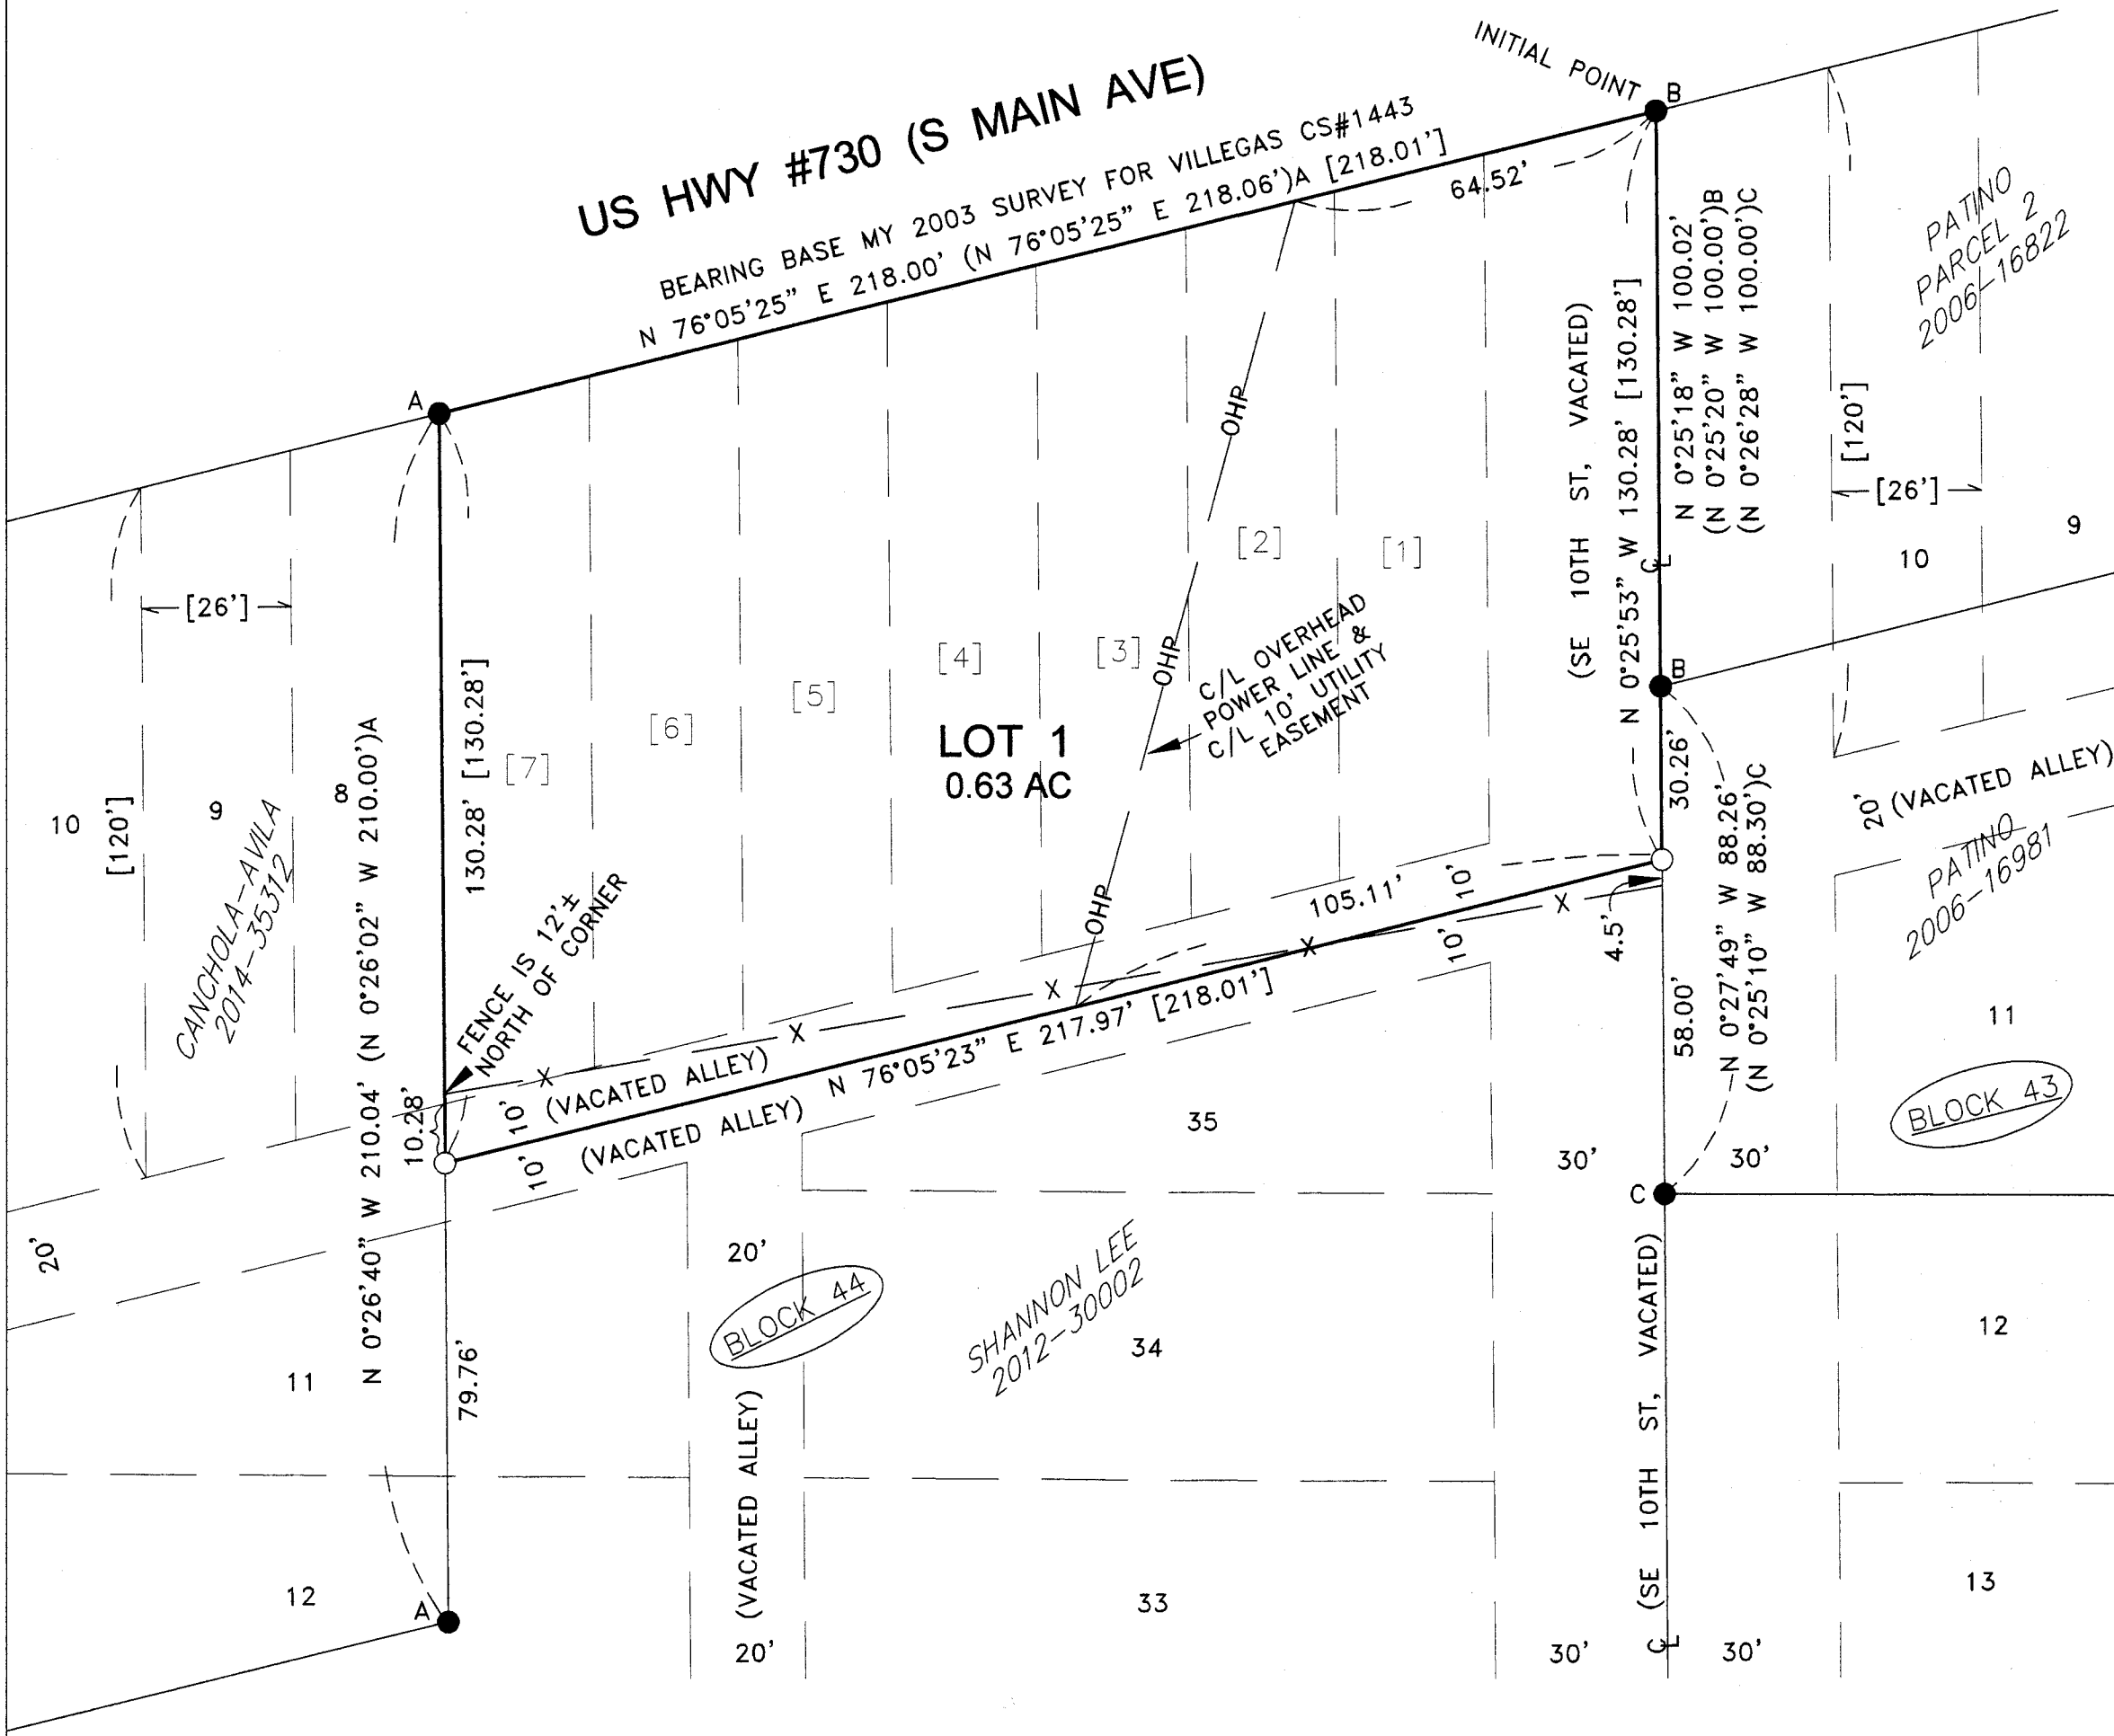 INITIAL POINT
B
US HWY #730 (S MAIN AVE)
BEARING BASE MY 2003 SURVEY FOR VILLEGAS CS#1443
N 76°05'25" E 218.00' (N 76°05'25" E 218.06')A [218.01']
64.52'
A
(SE 10TH ST, VACATED)
N 0°25'53" W 130.28' [130.28']
N 0°25'18" W 100.02'
(N 0°25'20" W 100.00')B
(N 0°26'28" W 100.00')C
PATINO
PARCEL 2
2006-16822
[120']
[26']
10
9
OHP
[2]
[1]
[26']
[3]
[4]
[5]
[6]
[7]
OHP
C/L OVERHEAD
POWER LINE &
C/L 10' UTILITY
EASEMENT
LOT 1
0.63 AC
CL
B
30.26'
20' (VACATED ALLEY)
PATINO
2006-16981
10
[120']
9
8
CANCHOLA-AVILA
2014-35312
N 0°26'40" W 210.04' (N 0°26'02" W 210.00')A
130.28' [130.28']
FENCE IS 12'±
NORTH OF CORNER
OHP
105.11'
10'
10'
4.5'
X
X
X
X
X
N 0°27'49" W 88.26'
(N 0°25'10" W 88.30')C
58.00'
11
BLOCK 43
10.28'
10'
(VACATED ALLEY)
N 76°05'23" E 217.97' [218.01']
10'
(VACATED ALLEY)
35
30'
30'
C
20'
20'
BLOCK 44
SHANNON LEE
2012-30002
34
11
79.76'
12
(VACATED ALLEY)
(SE 10TH ST, VACATED)
12
A
33
13
20'
30'
CL
30'